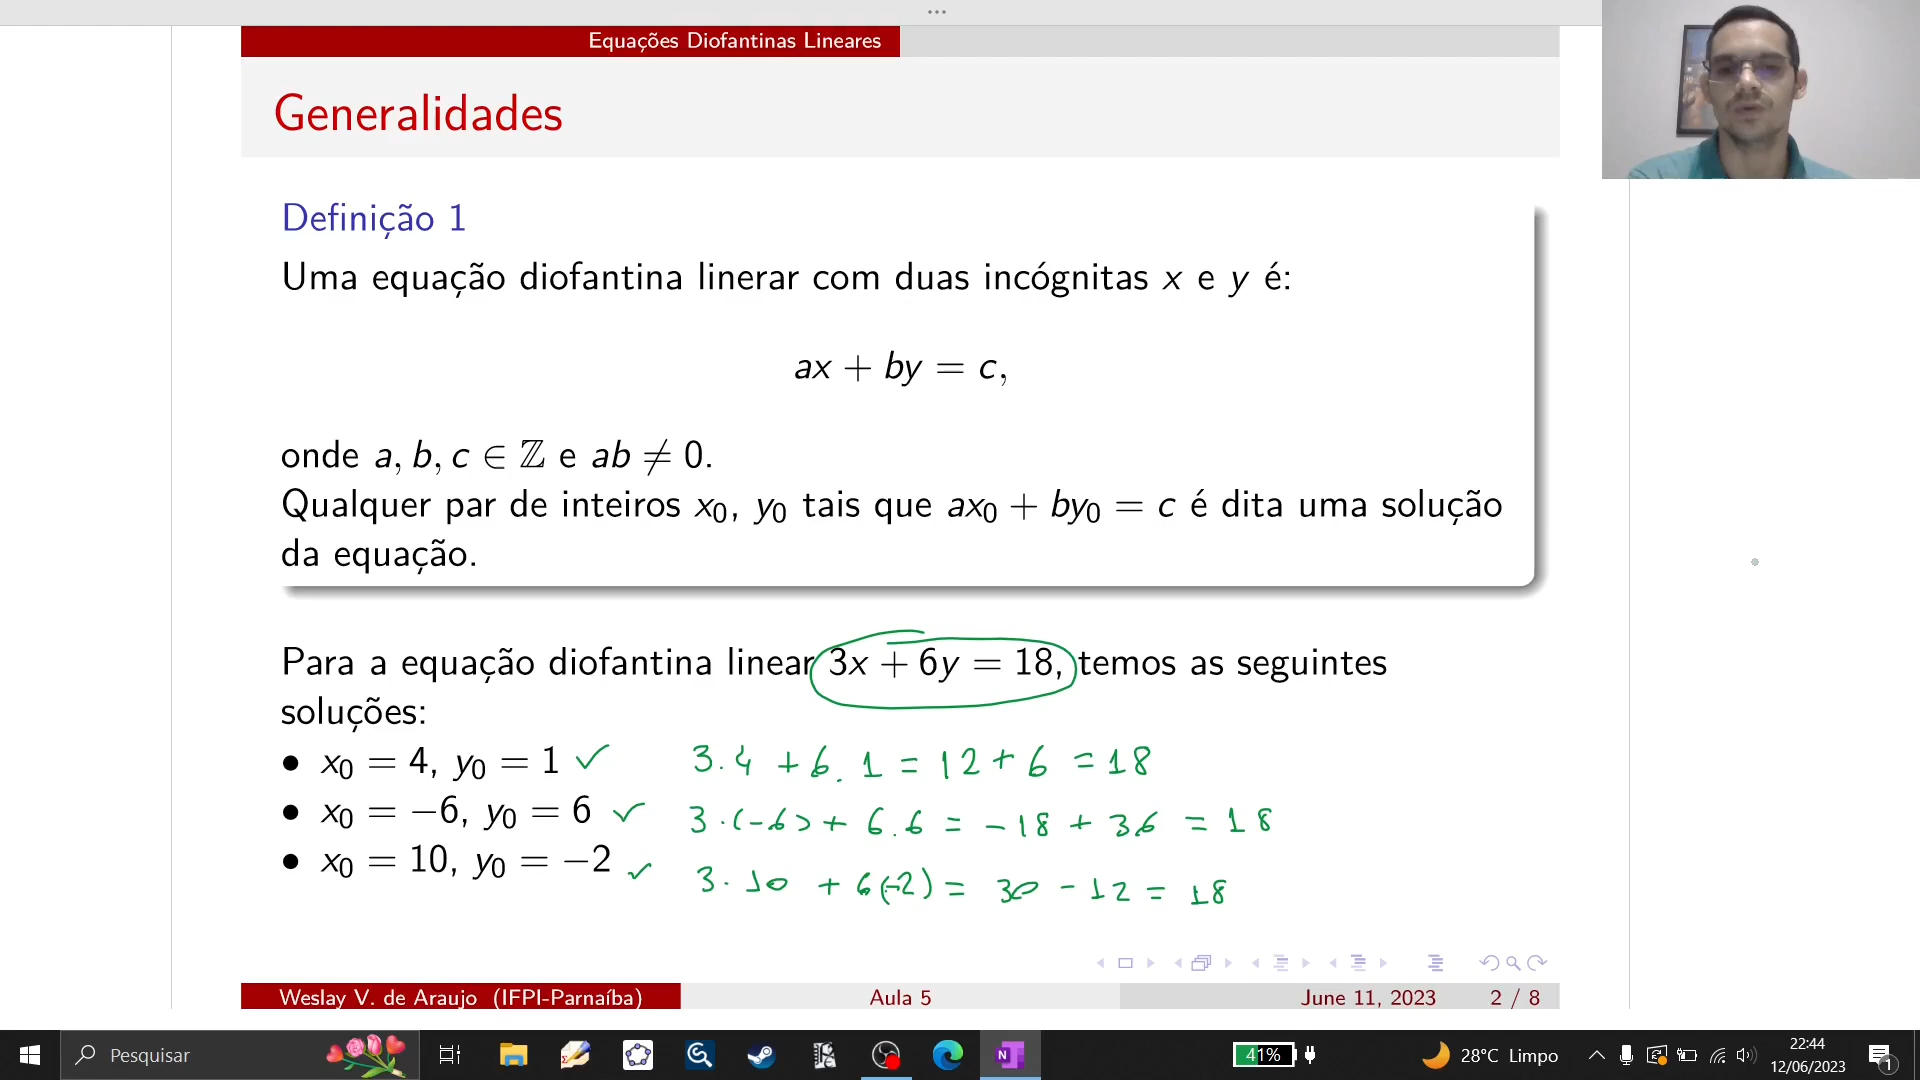 Equações Diofantinas Lineares
Generalidades
Definição 1
Uma equação diofantina linerar com duas incógnitas x e y é:
ax + by = c,
onde a, b, c ∈ ℤ e ab ≠ 0.
Qualquer par de inteiros x₀, y₀ tais que ax₀ + by₀ = c é dita uma solução
da equação.
Para a equação diofantina linear 3x + 6y = 18, temos as seguintes
soluções:
• x₀ = 4, y₀ = 1 ✓ 3.4 + 6.1 = 12 + 6 = 18
• x₀ = −6, y₀ = 6 ✓ 3.(-6) + 6.6 = -18 + 36 = 18
• x₀ = 10, y₀ = −2 ✓ 3.10 + 6(-2) = 30 - 12 = 18
Weslay V. de Araujo (IFPI-Parnaíba) Aula 5 June 11, 2023 2 / 8
Pesquisar 41% 28°C Limpo 22:44
12/06/2023 1